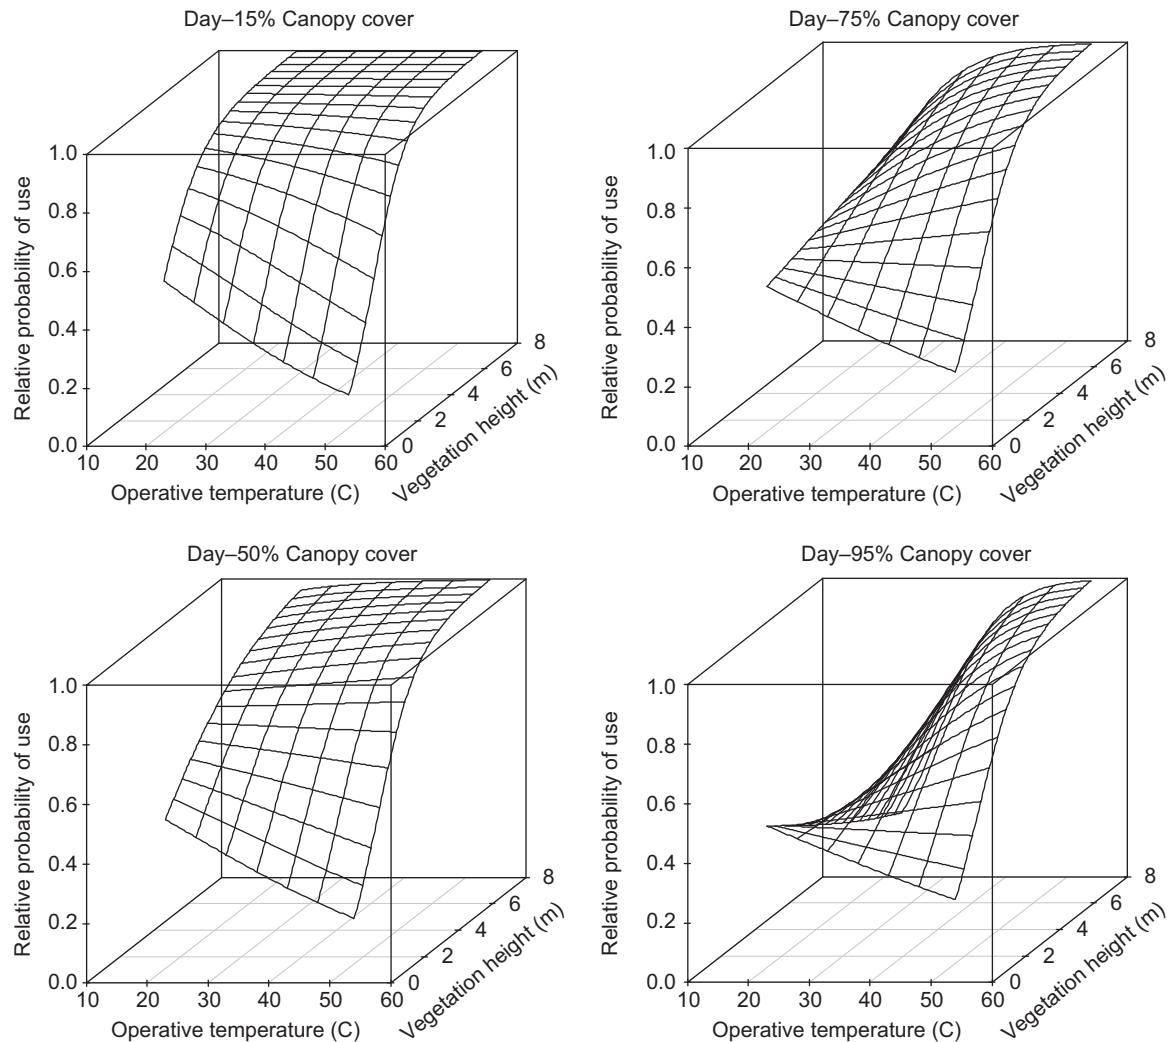 Day–15% Canopy cover
1.0
0.8
0.6
0.4
0.2
0.0
Relative probability of use
10 20 30 40 50 60
Operative temperature (C)
0 2 4 6 8
Vegetation height (m)
Day–75% Canopy cover
1.0
0.8
0.6
0.4
0.2
0.0
Relative probability of use
10 20 30 40 50 60
Operative temperature (C)
0 2 4 6 8
Vegetation height (m)
Day–50% Canopy cover
1.0
0.8
0.6
0.4
0.2
0.0
Relative probability of use
10 20 30 40 50 60
Operative temperature (C)
0 2 4 6 8
Vegetation height (m)
Day–95% Canopy cover
1.0
0.8
0.6
0.4
0.2
0.0
Relative probability of use
10 20 30 40 50 60
Operative temperature (C)
0 2 4 6 8
Vegetation height (m)